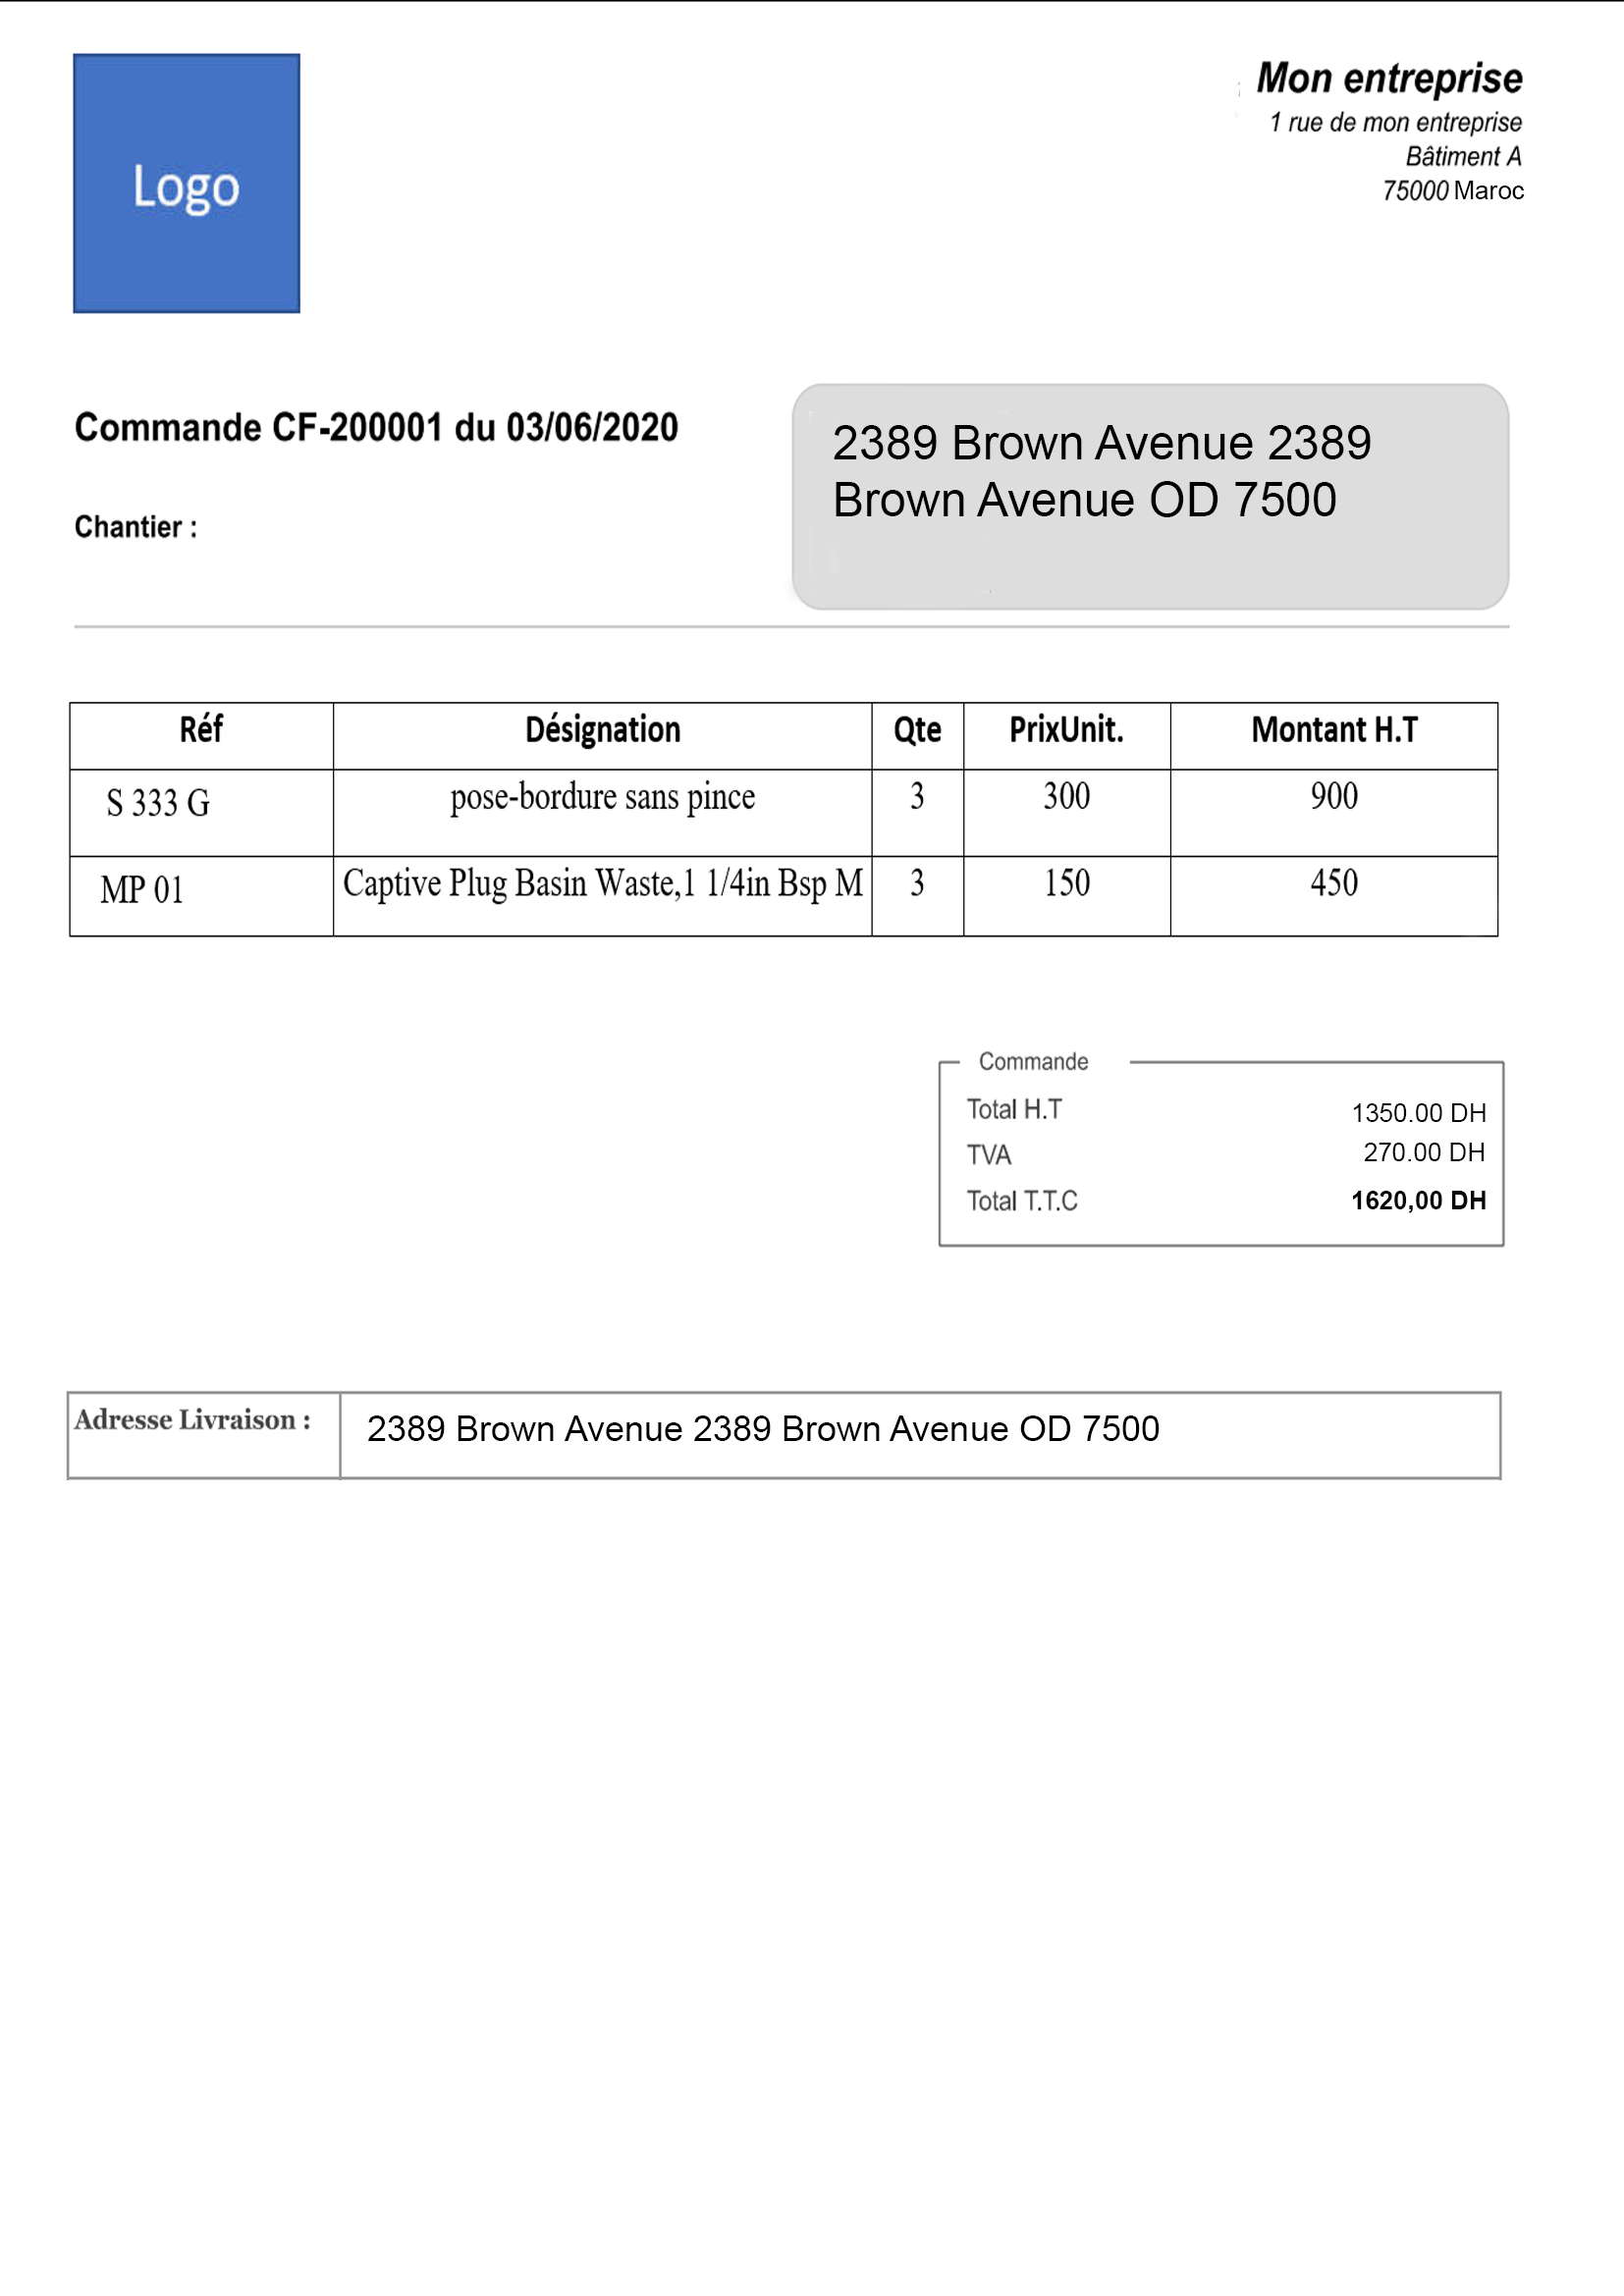 Logo
Mon entreprise
1 rue de mon entreprise
Bâtiment A
75000 Maroc
Commande CF-200001 du 03/06/2020
Chantier :
2389 Brown Avenue 2389
Brown Avenue OD 7500
Réf Désignation Qte PrixUnit. Montant H.T
S 333 G pose-bordure sans pince 3 300 900
MP 01 Captive Plug Basin Waste,1 1/4in Bsp M 3 150 450
Commande
Total H.T 1350.00 DH
TVA 270.00 DH
Total T.T.C 1620,00 DH
Adresse Livraison : 2389 Brown Avenue 2389 Brown Avenue OD 7500